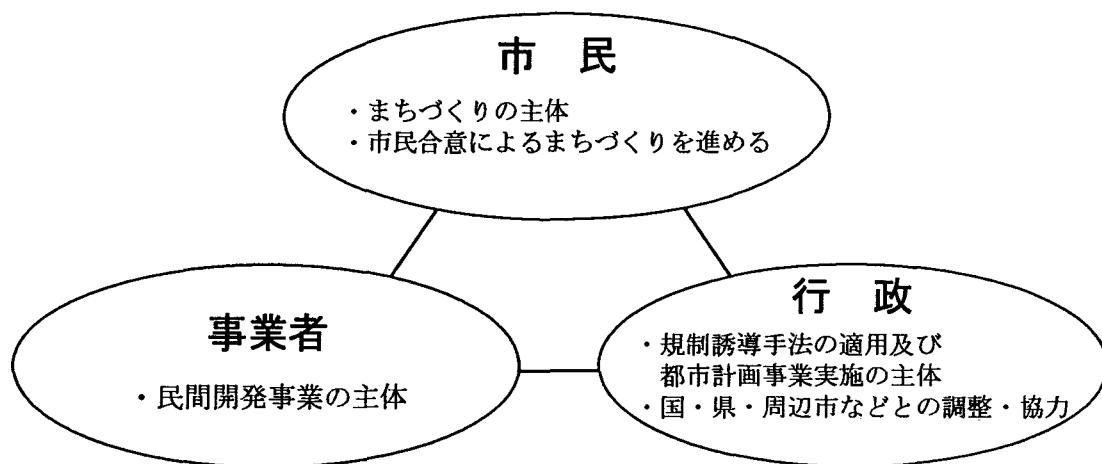 市　民
・まちづくりの主体
・市民合意によるまちづくりを進める
事業者
・民間開発事業の主体
行　政
・規制誘導手法の適用及び
都市計画事業実施の主体
・国・県・周辺市などとの調整・協力